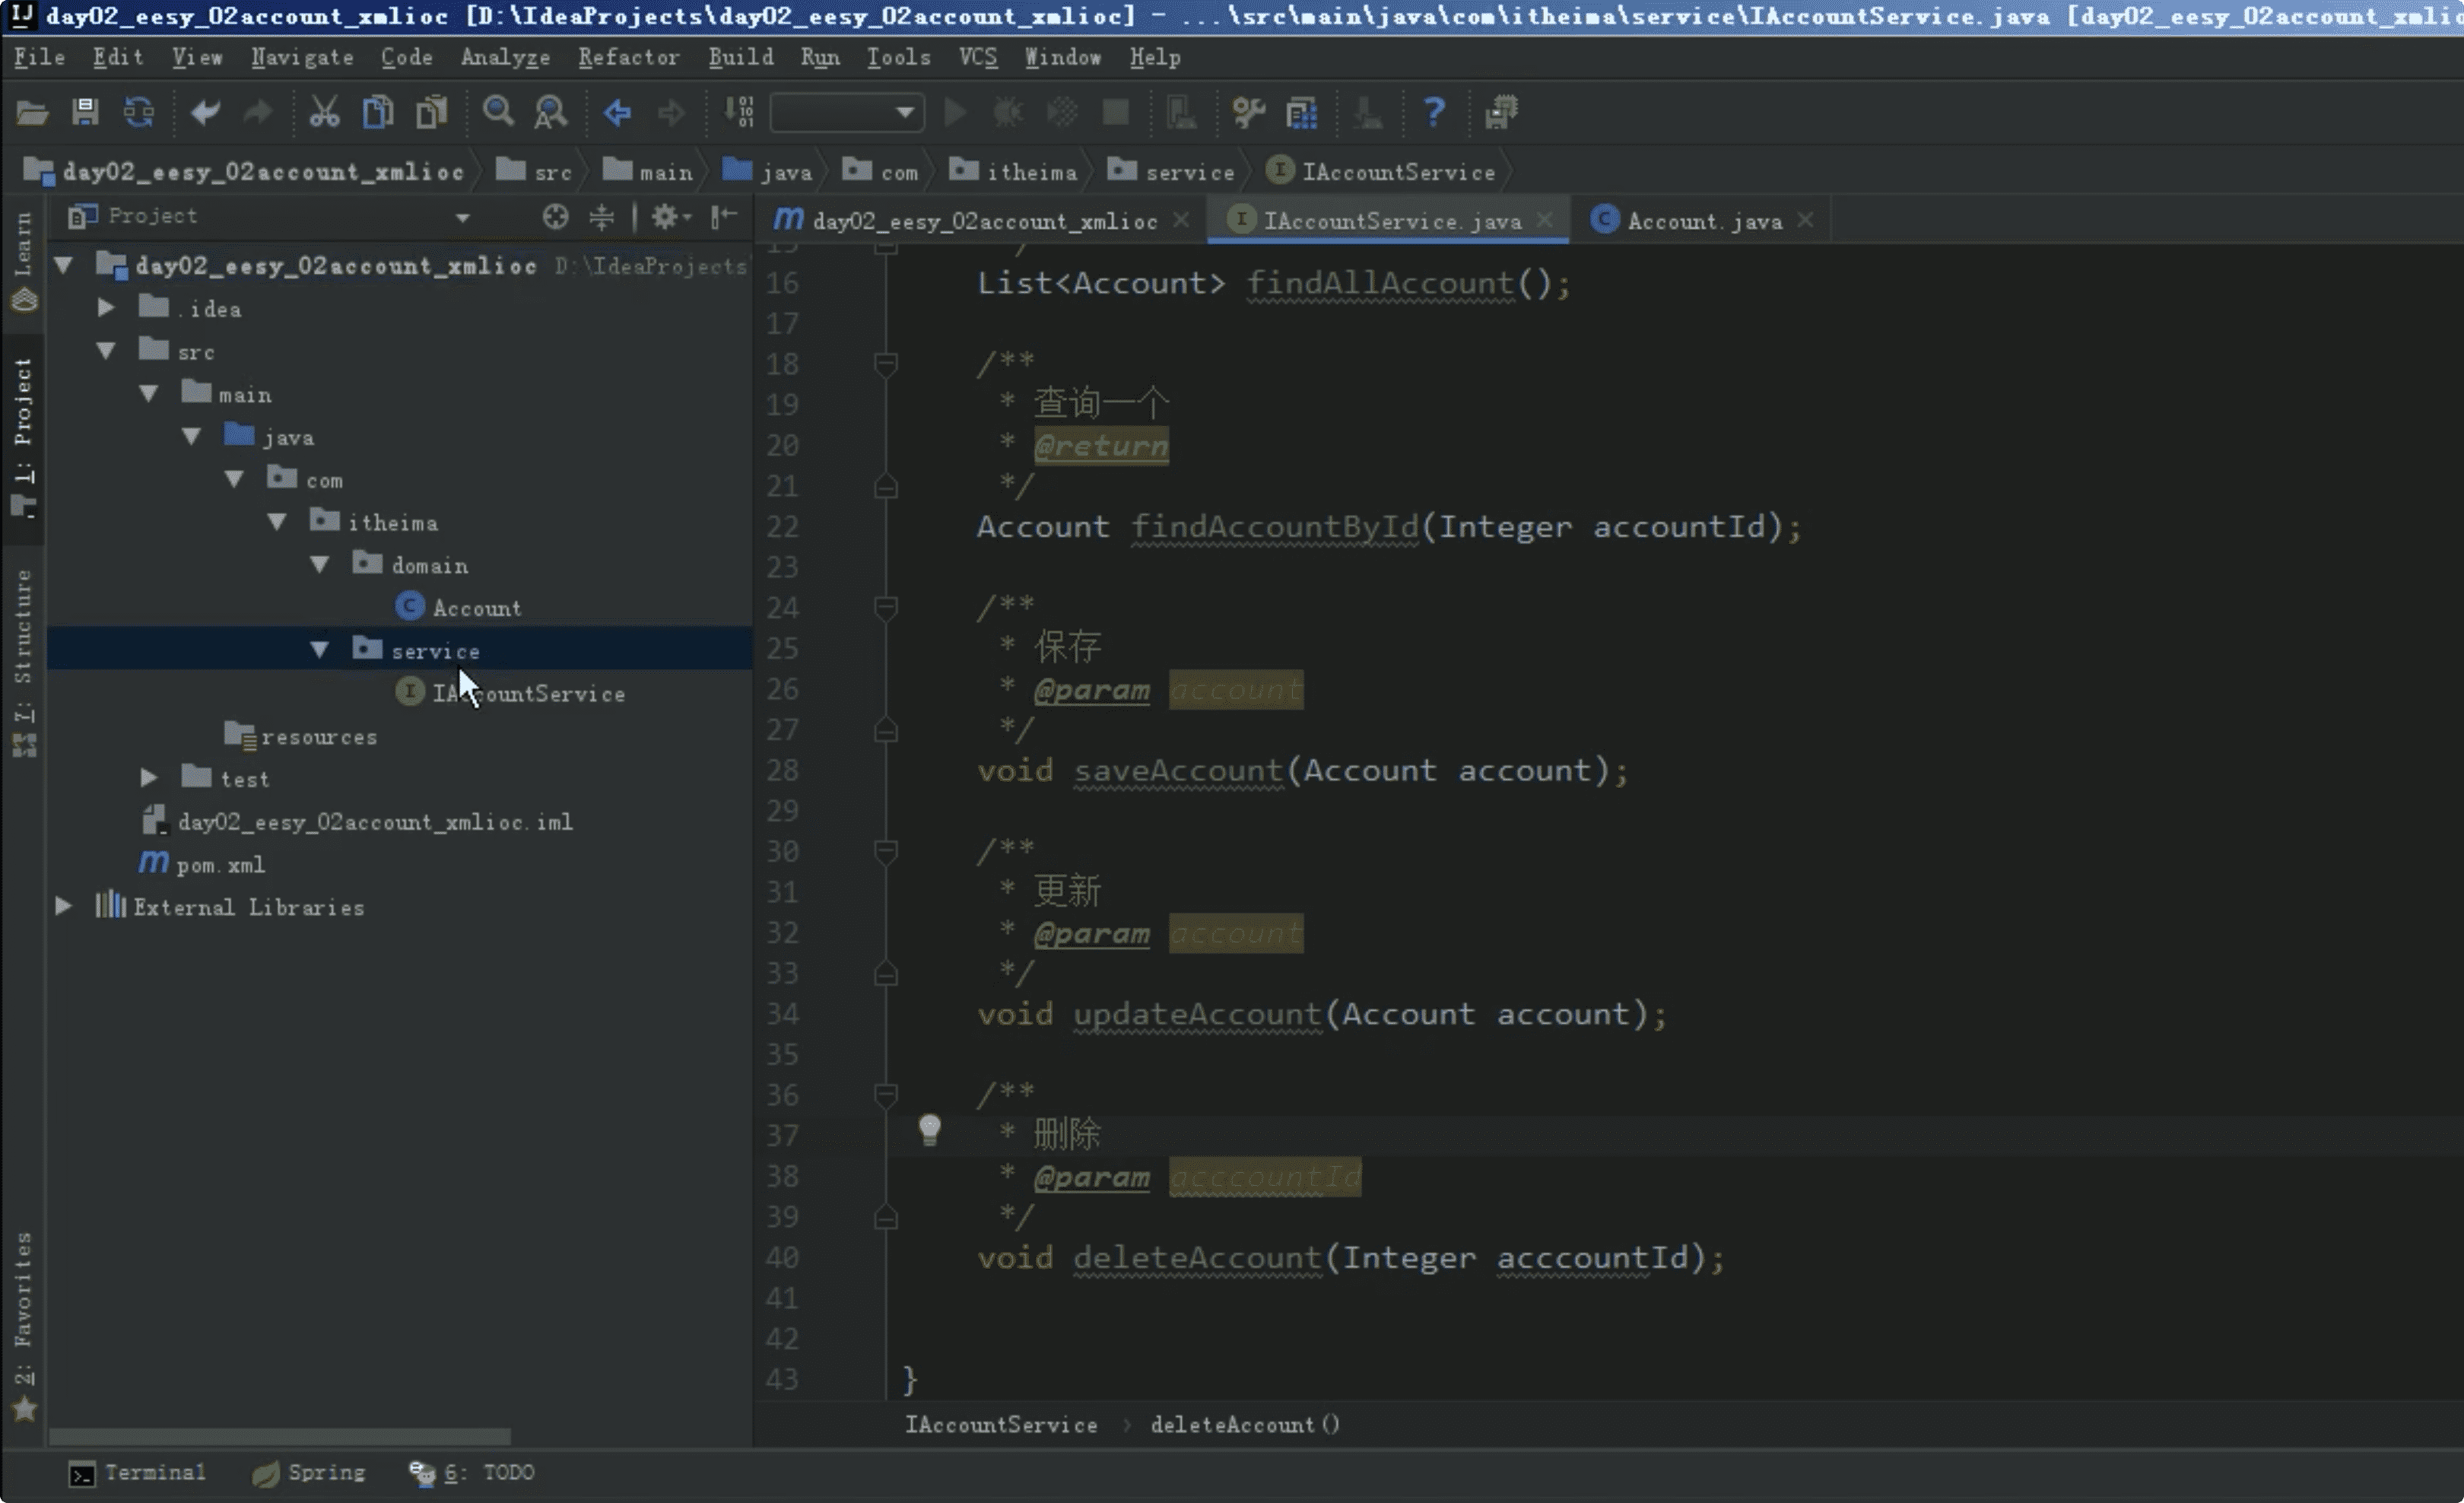 day02_eesy_02account_xmlioc [D:\IdeaProjects\day02_eesy_02account_xmlioc] - ...\src\main\java\com\itheima\service\IAccountService.java [day02_eesy_02account_xmlio
File Edit View Navigate Code Analyze Refactor Build Run Tools VCS Window Help
day02_eesy_02account_xmlioc src main java com itheima service IAccountService
Project
day02_eesy_02account_xmlioc IAccountService.java Account.java
Learn
1: Project
7: Structure
2: Favorites
day02_eesy_02account_xmlioc D:\IdeaProjects
.idea
src
main
java
com
itheima
domain
Account
service
IAccountService
resources
test
day02_eesy_02account_xmlioc.iml
pom.xml
External Libraries
15 */
16 List<Account> findAllAccount();
17
18 /**
19 * 查询一个
20 * @return
21 */
22 Account findAccountById(Integer accountId);
23
24 /**
25 * 保存
26 * @param account
27 */
28 void saveAccount(Account account);
29
30 /**
31 * 更新
32 * @param account
33 */
34 void updateAccount(Account account);
35
36 /**
37 * 删除
38 * @param acccountId
39 */
40 void deleteAccount(Integer acccountId);
41
42
43 }
IAccountService > deleteAccount()
Terminal Spring 6: TODO